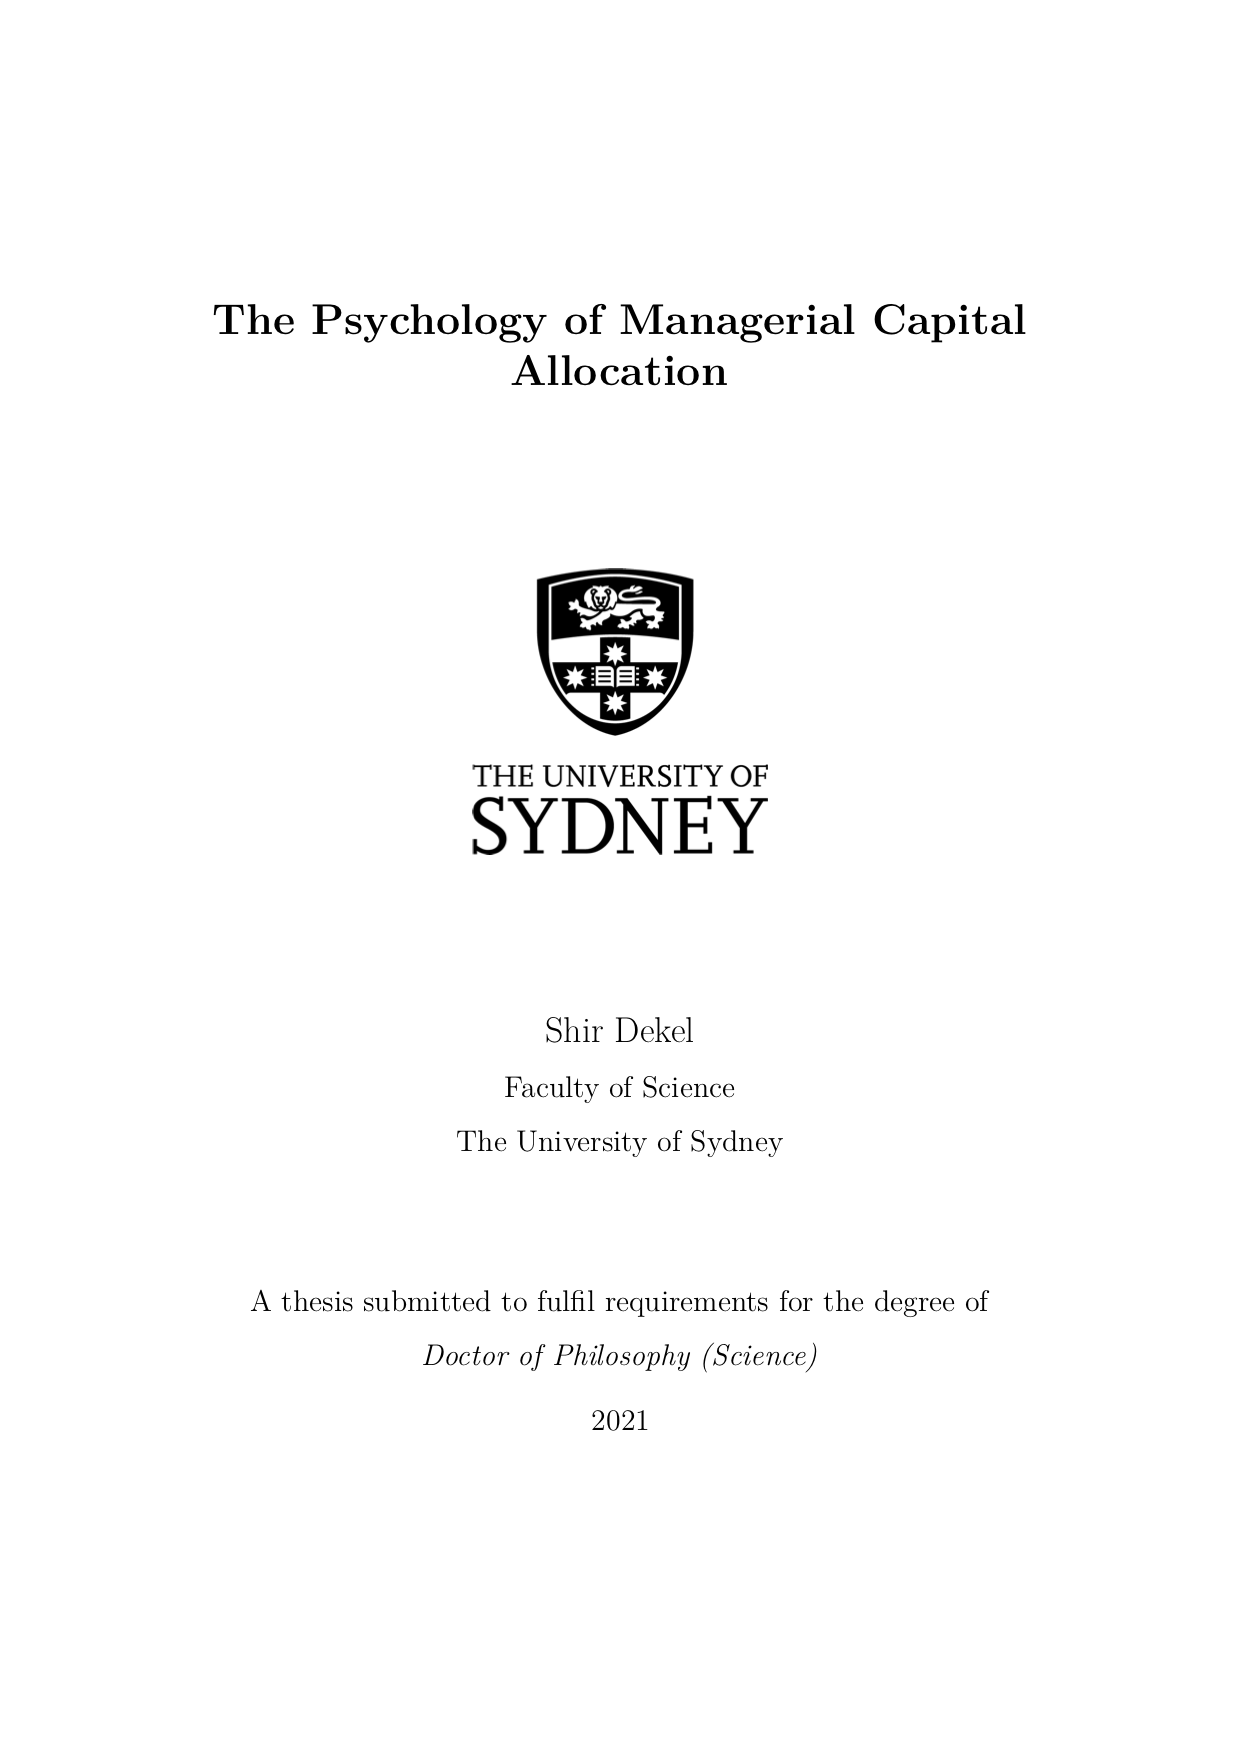 The Psychology of Managerial Capital
Allocation
THE UNIVERSITY OF
SYDNEY
Shir Dekel
Faculty of Science
The University of Sydney
A thesis submitted to fulfil requirements for the degree of
Doctor of Philosophy (Science)
2021